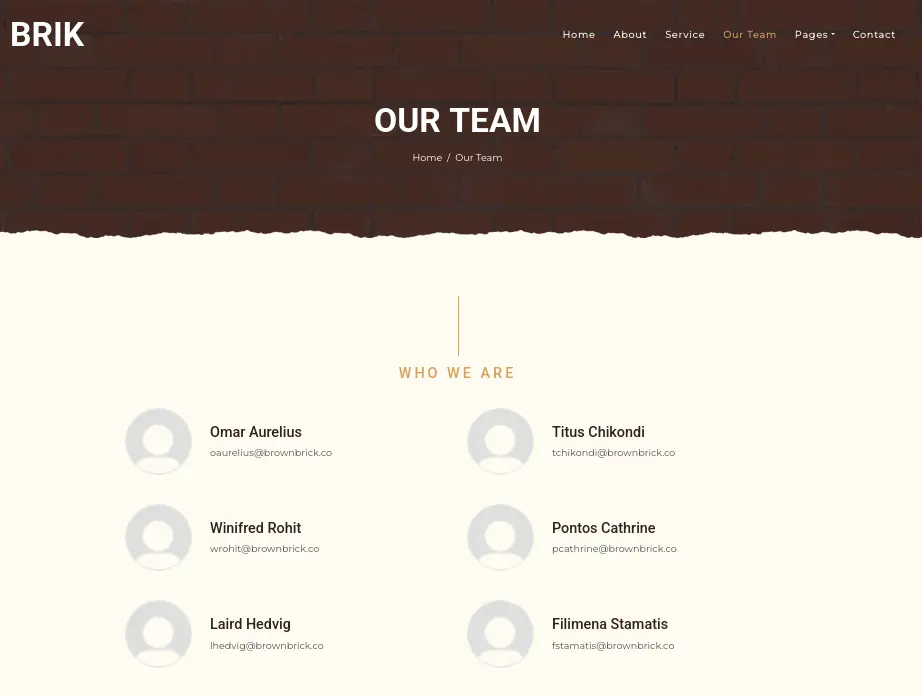 BRIK
Home About Service Our Team Pages Contact
OUR TEAM
Home / Our Team
WHO WE ARE
Omar Aurelius
oaurelius@brownbrick.co
Titus Chikondi
tchikondi@brownbrick.co
Winifred Rohit
wrohit@brownbrick.co
Pontos Cathrine
pcathrine@brownbrick.co
Laird Hedvig
lhedvig@brownbrick.co
Filimena Stamatis
fstamatis@brownbrick.co